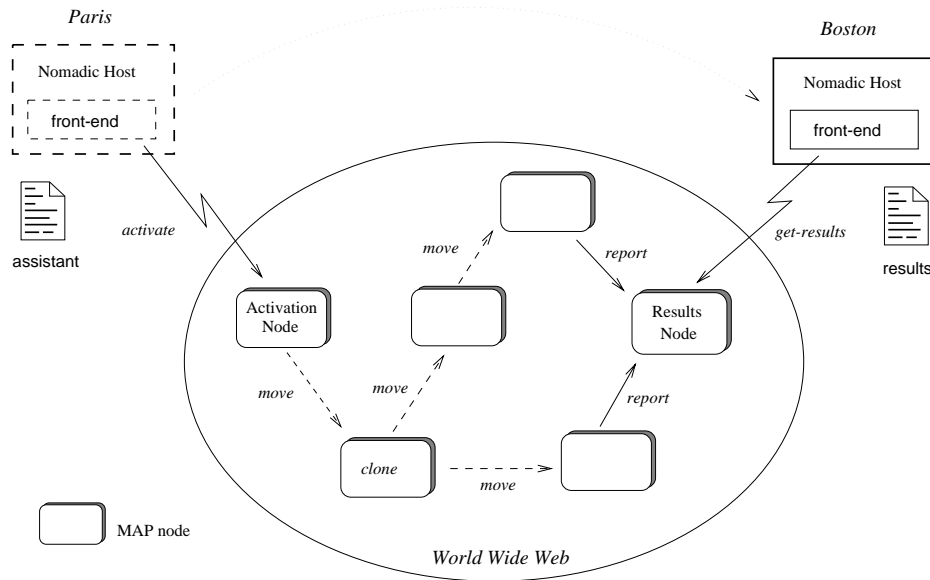 Paris
Boston
Nomadic Host
front-end
Nomadic Host
front-end
assistant
activate
move
report
get-results
results
Activation
Node
Results
Node
move
move
report
clone
move
MAP node
World Wide Web